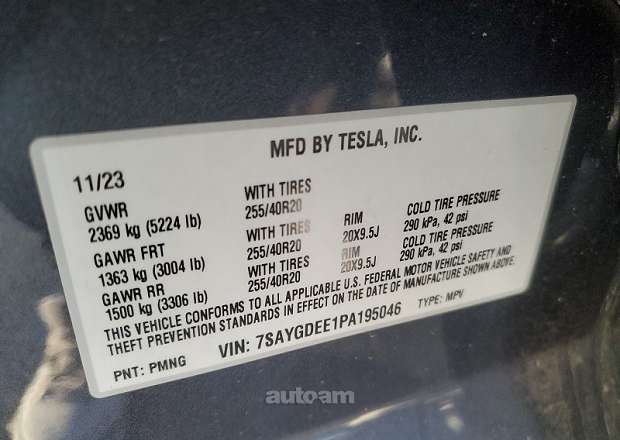 MFD BY TESLA, INC.
11/23
GVWR WITH TIRES
2369 kg (5224 lb) 255/40R20
GAWR FRT WITH TIRES RIM COLD TIRE PRESSURE
1363 kg (3004 lb) 255/40R20 20X9.5J 290 kPa, 42 psi
GAWR RR WITH TIRES RIM COLD TIRE PRESSURE
1500 kg (3306 lb) 255/40R20 20X9.5J 290 kPa, 42 psi
THIS VEHICLE CONFORMS TO ALL APPLICABLE U.S. FEDERAL MOTOR VEHICLE SAFETY AND
THEFT PREVENTION STANDARDS IN EFFECT ON THE DATE OF MANUFACTURE SHOWN ABOVE.
PNT: PMNG VIN: 7SAYGDEE1PA195046 TYPE: MPV
autoam